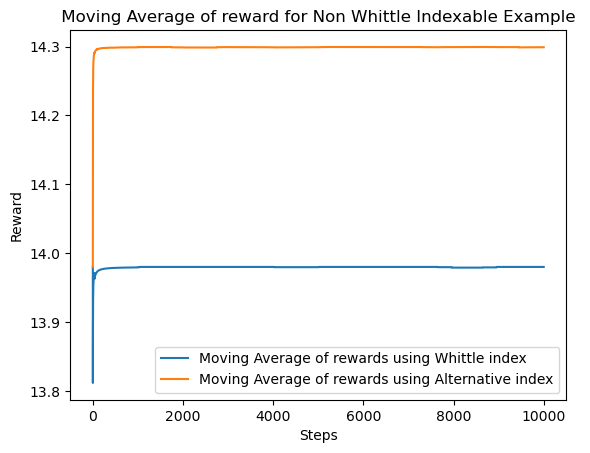 Moving Average of reward for Non Whittle Indexable Example
14.3
14.2
14.1
14.0
13.9
13.8
Reward
Moving Average of rewards using Whittle index
Moving Average of rewards using Alternative index
0 2000 4000 6000 8000 10000
Steps